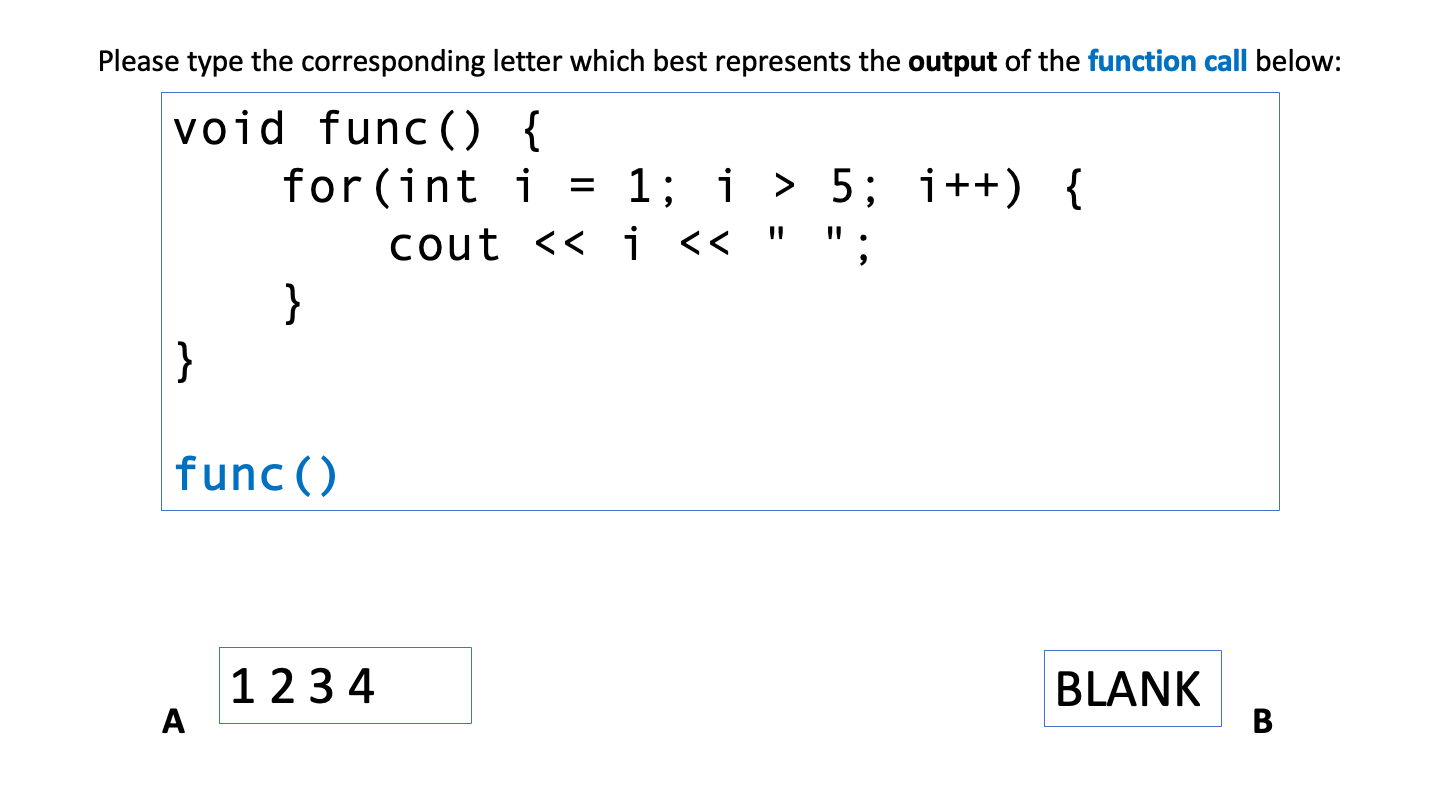 Please type the corresponding letter which best represents the output of the function call below:
void func() {
    for(int i = 1; i > 5; i++) {
        cout << i << " ";
    }
}
func()
1 2 3 4
BLANK
A
B